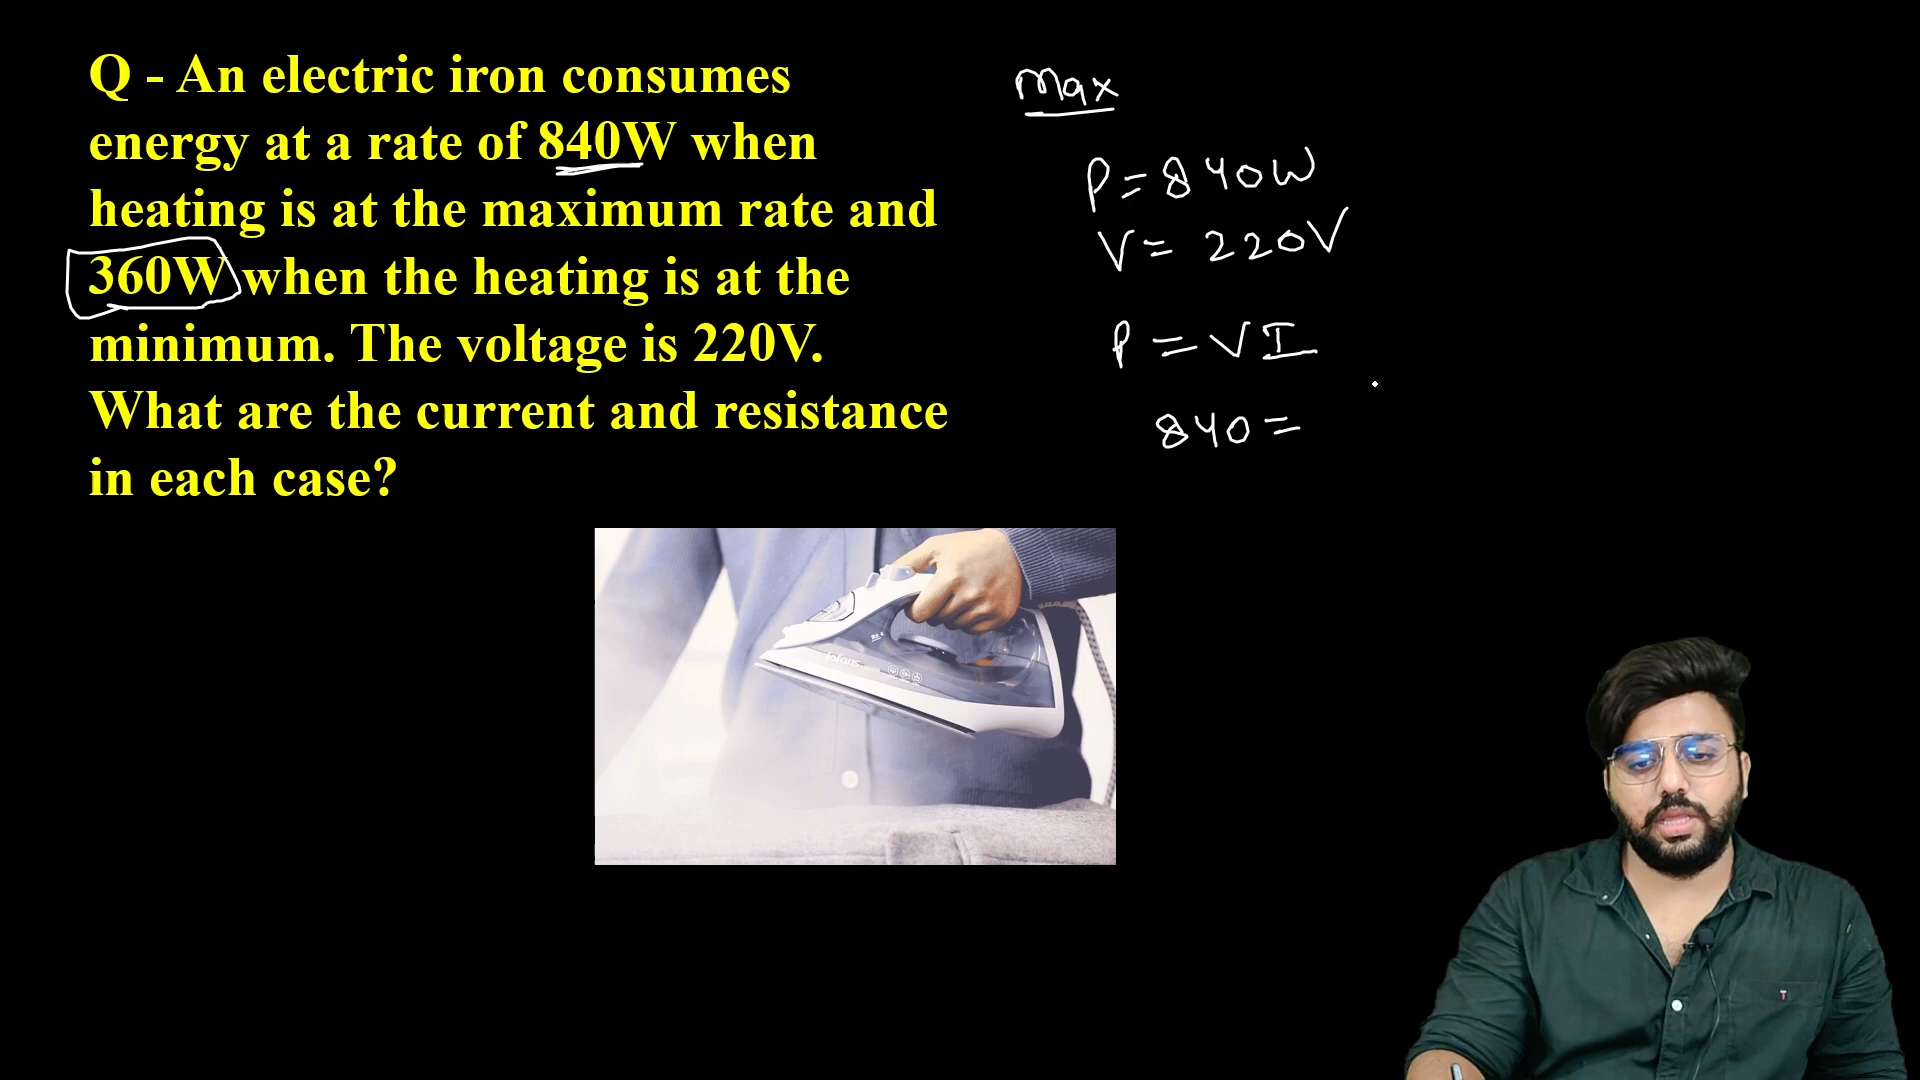 Q - An electric iron consumes
energy at a rate of 840W when
heating is at the maximum rate and
360W when the heating is at the
minimum. The voltage is 220V.
What are the current and resistance
in each case?
Max
P = 840W
V = 220V
P = VI
840 =